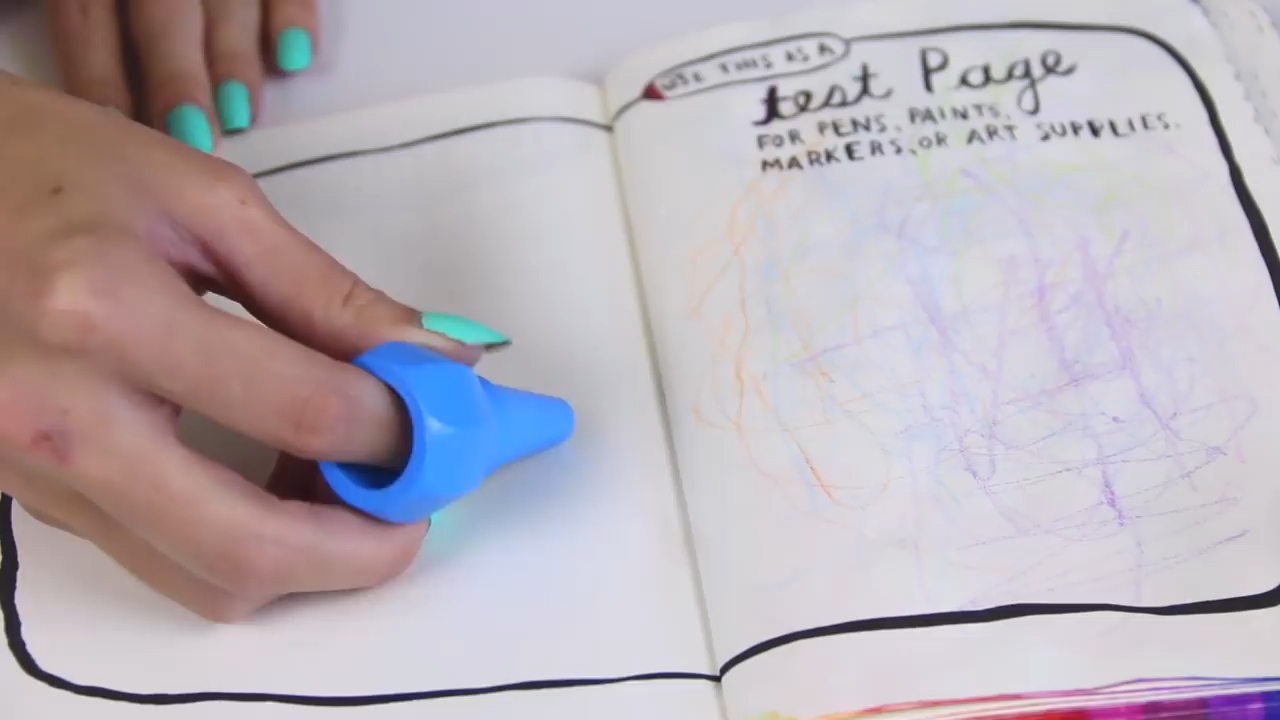 USE THIS AS A
test Page
FOR PENS, PAINTS,
MARKERS, OR ART SUPPLIES.